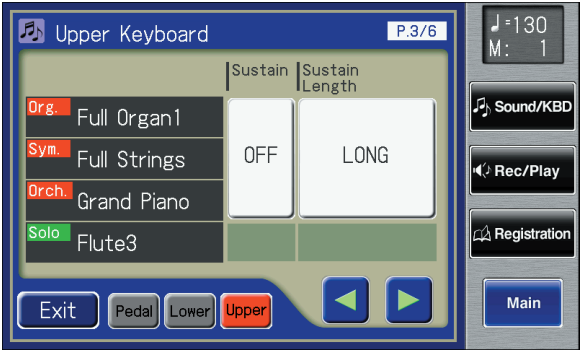 Upper Keyboard
P.3/6
♩=130
M: 1
Sustain
Sustain
Length
Org.
Full Organ1
Sym.
Full Strings
Orch.
Grand Piano
Solo
Flute3
OFF
LONG
Sound/KBD
Rec/Play
Registration
Main
Exit
Pedal
Lower
Upper